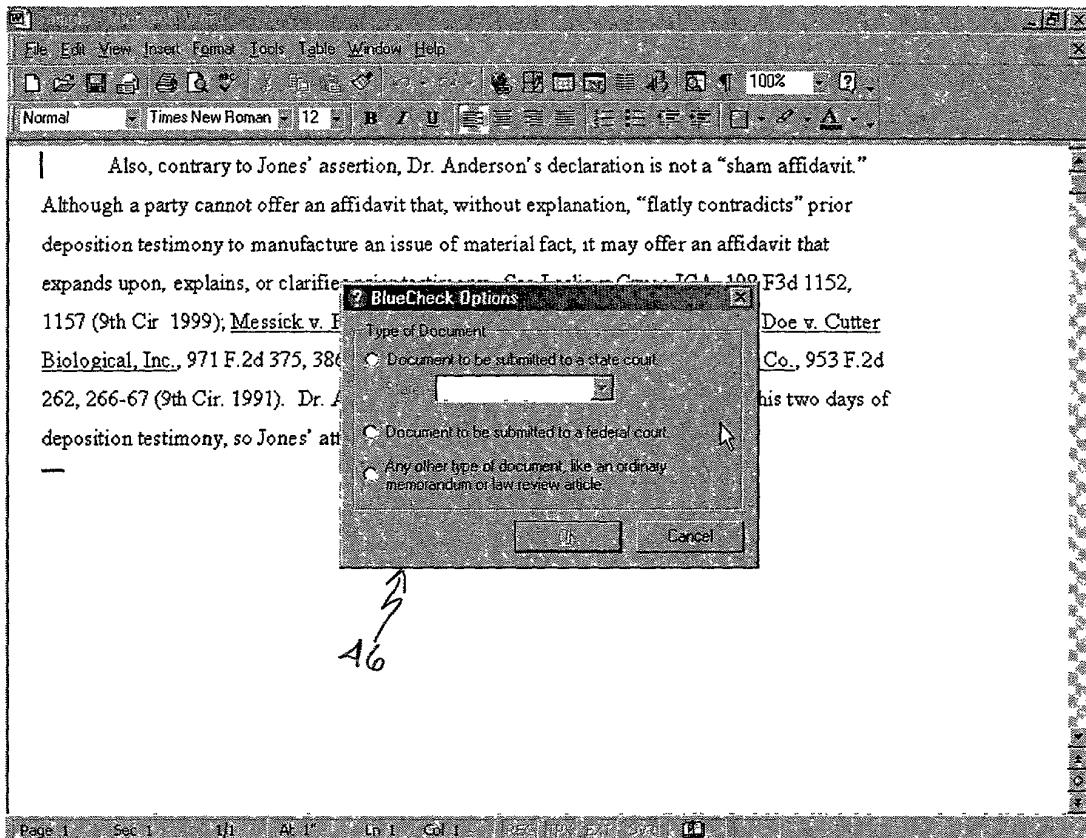 File Edit View Insert Format Tools Table Window Help
100%
Normal Times New Roman 12 B I U A
Also, contrary to Jones’ assertion, Dr. Anderson’s declaration is not a “sham affidavit.”
Although a party cannot offer an affidavit that, without explanation, “flatly contradicts” prior
deposition testimony to manufacture an issue of material fact, it may offer an affidavit that
expands upon, explains, or clarifies F3d 1152,
1157 (9th Cir 1999); Messick v. Doe v. Cutter
Biological, Inc., 971 F.2d 375, 386 Co., 953 F.2d
262, 266-67 (9th Cir. 1991). Dr. his two days of
deposition testimony, so Jones’
? BlueCheck Options
Type of Document
Document to be submitted to a state court.
State
Document to be submitted to a federal court.
Any other type of document, like an ordinary
memorandum or law review article.
Cancel
46
Page 1 Sec 1 1/1 At 1" Ln 1 Col 1